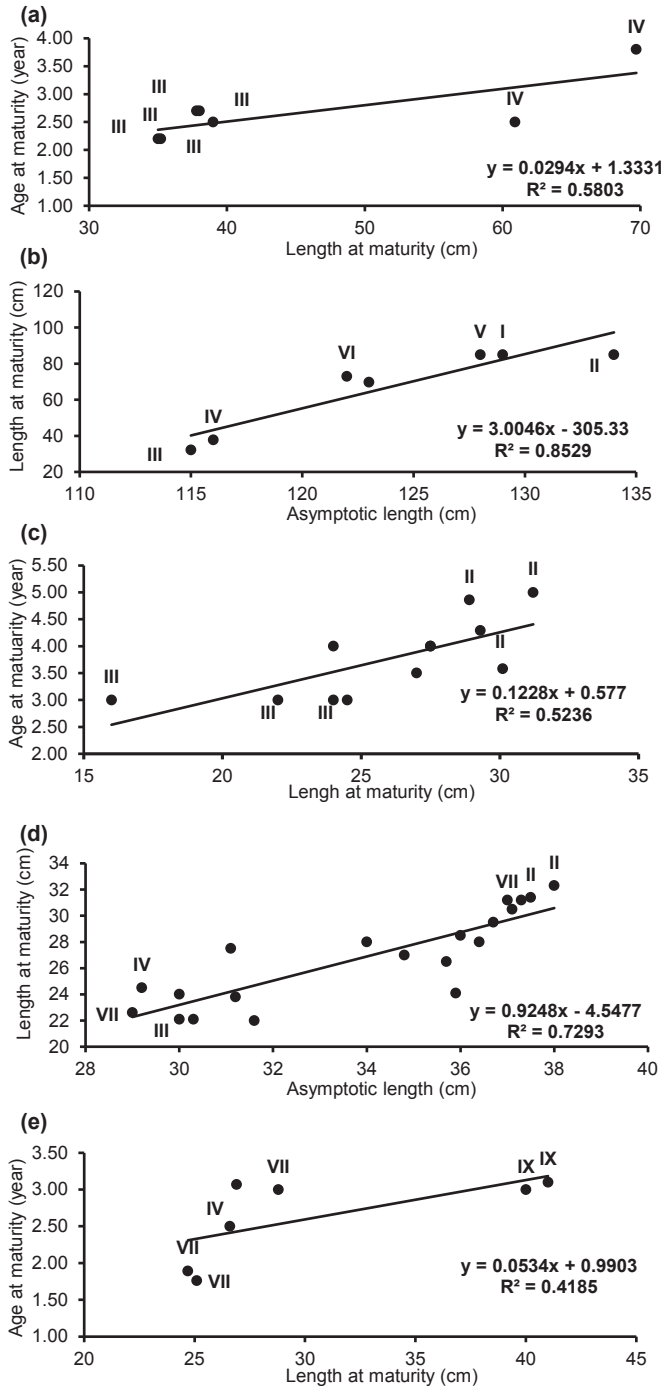 (a)
Age at maturity (year)
4.00
3.50
3.00
2.50
2.00
1.50
1.00
III
III
III
III
III
IV
IV
y = 0.0294x + 1.3331
R² = 0.5803
30 40 50 60 70
Length at maturity (cm)
(b)
Length at maturity (cm)
120
100
80
60
40
20
III
IV
VI
V
I
II
y = 3.0046x - 305.33
R² = 0.8529
110 115 120 125 130 135
Asymptotic length (cm)
(c)
Age at matuarity (year)
5.50
5.00
4.50
4.00
3.50
3.00
2.50
2.00
III
III
III
II
II
II
y = 0.1228x + 0.577
R² = 0.5236
15 20 25 30 35
Lengh at maturity (cm)
(d)
Length at maturity (cm)
34
32
30
28
26
24
22
20
VII
IV
III
VII
II
II
y = 0.9248x - 4.5477
R² = 0.7293
28 30 32 34 36 38 40
Asymptotic length (cm)
(e)
Age at maturity (year)
3.50
3.00
2.50
2.00
1.50
1.00
VII
VII
IV
VII
IX
IX
y = 0.0534x + 0.9903
R² = 0.4185
20 25 30 35 40 45
Length at maturity (cm)